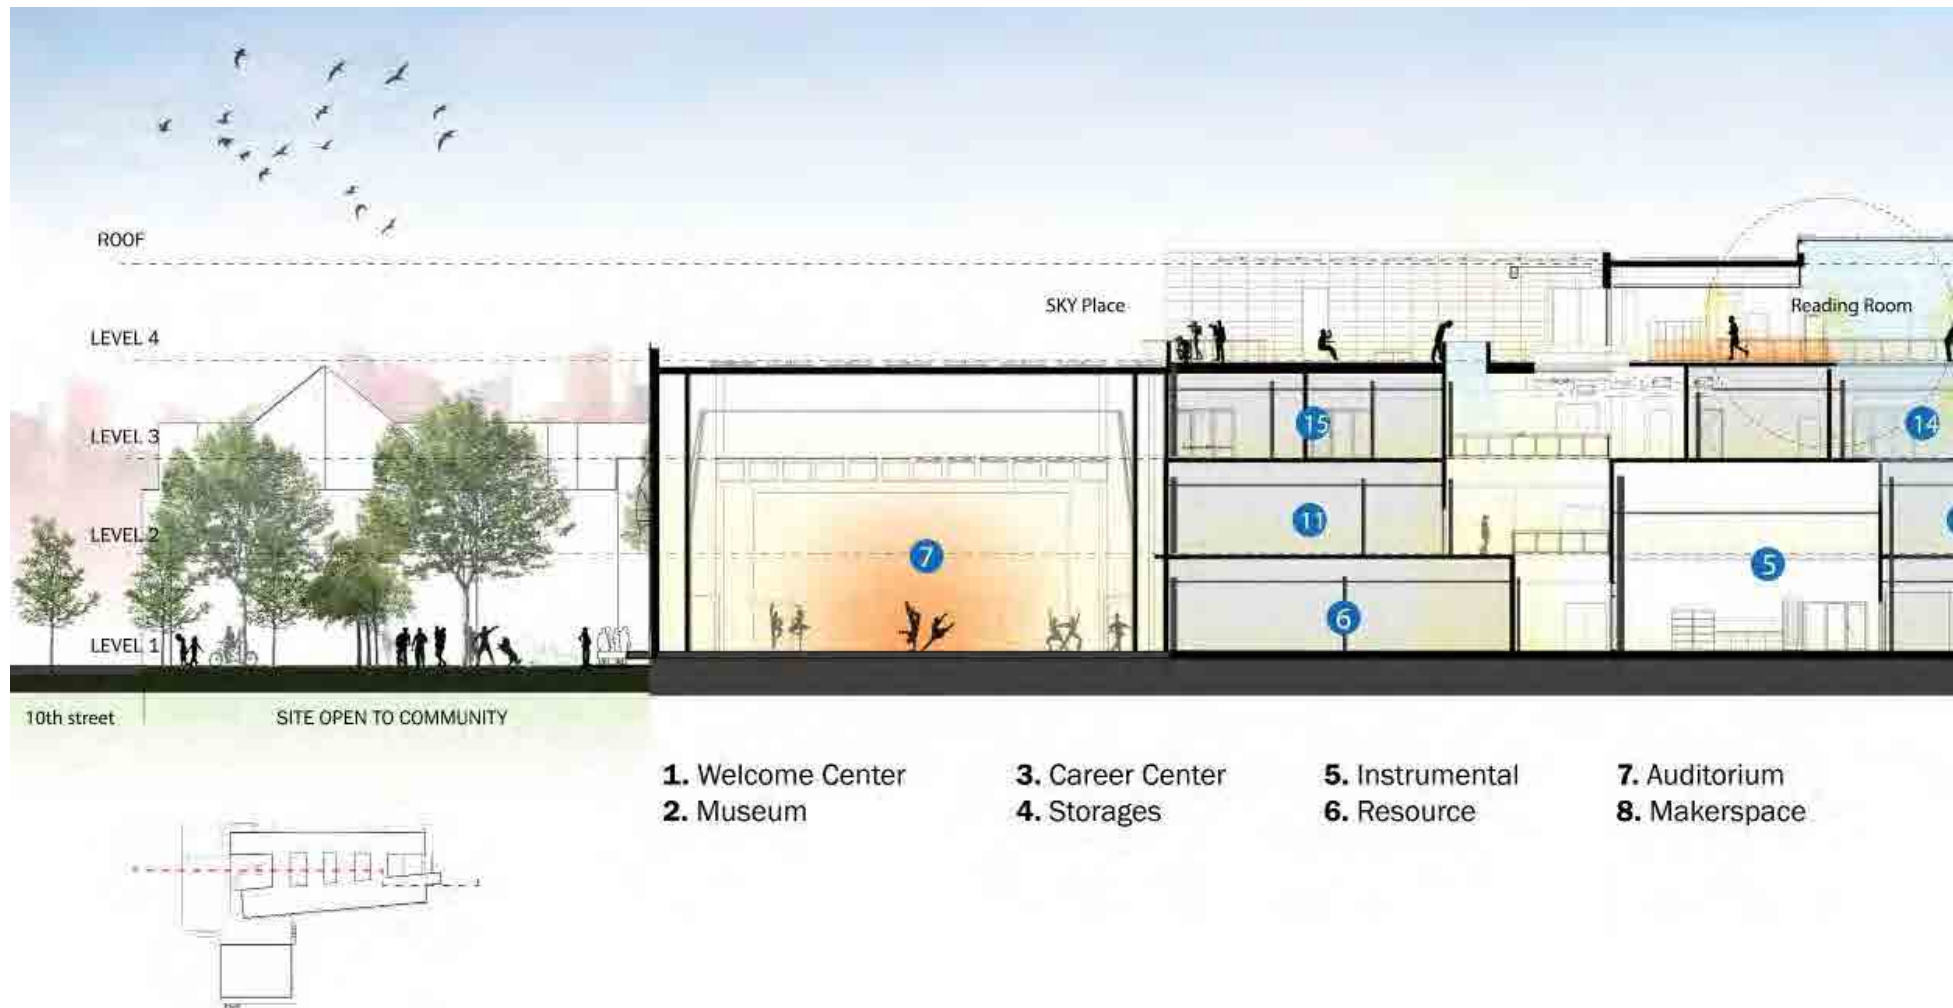 ROOF
SKY Place
Reading Room
LEVEL 4
15
14
LEVEL 3
11
LEVEL 2
7
5
6
LEVEL 1
10th street
SITE OPEN TO COMMUNITY
1. Welcome Center
3. Career Center
5. Instrumental
7. Auditorium
2. Museum
4. Storages
6. Resource
8. Makerspace